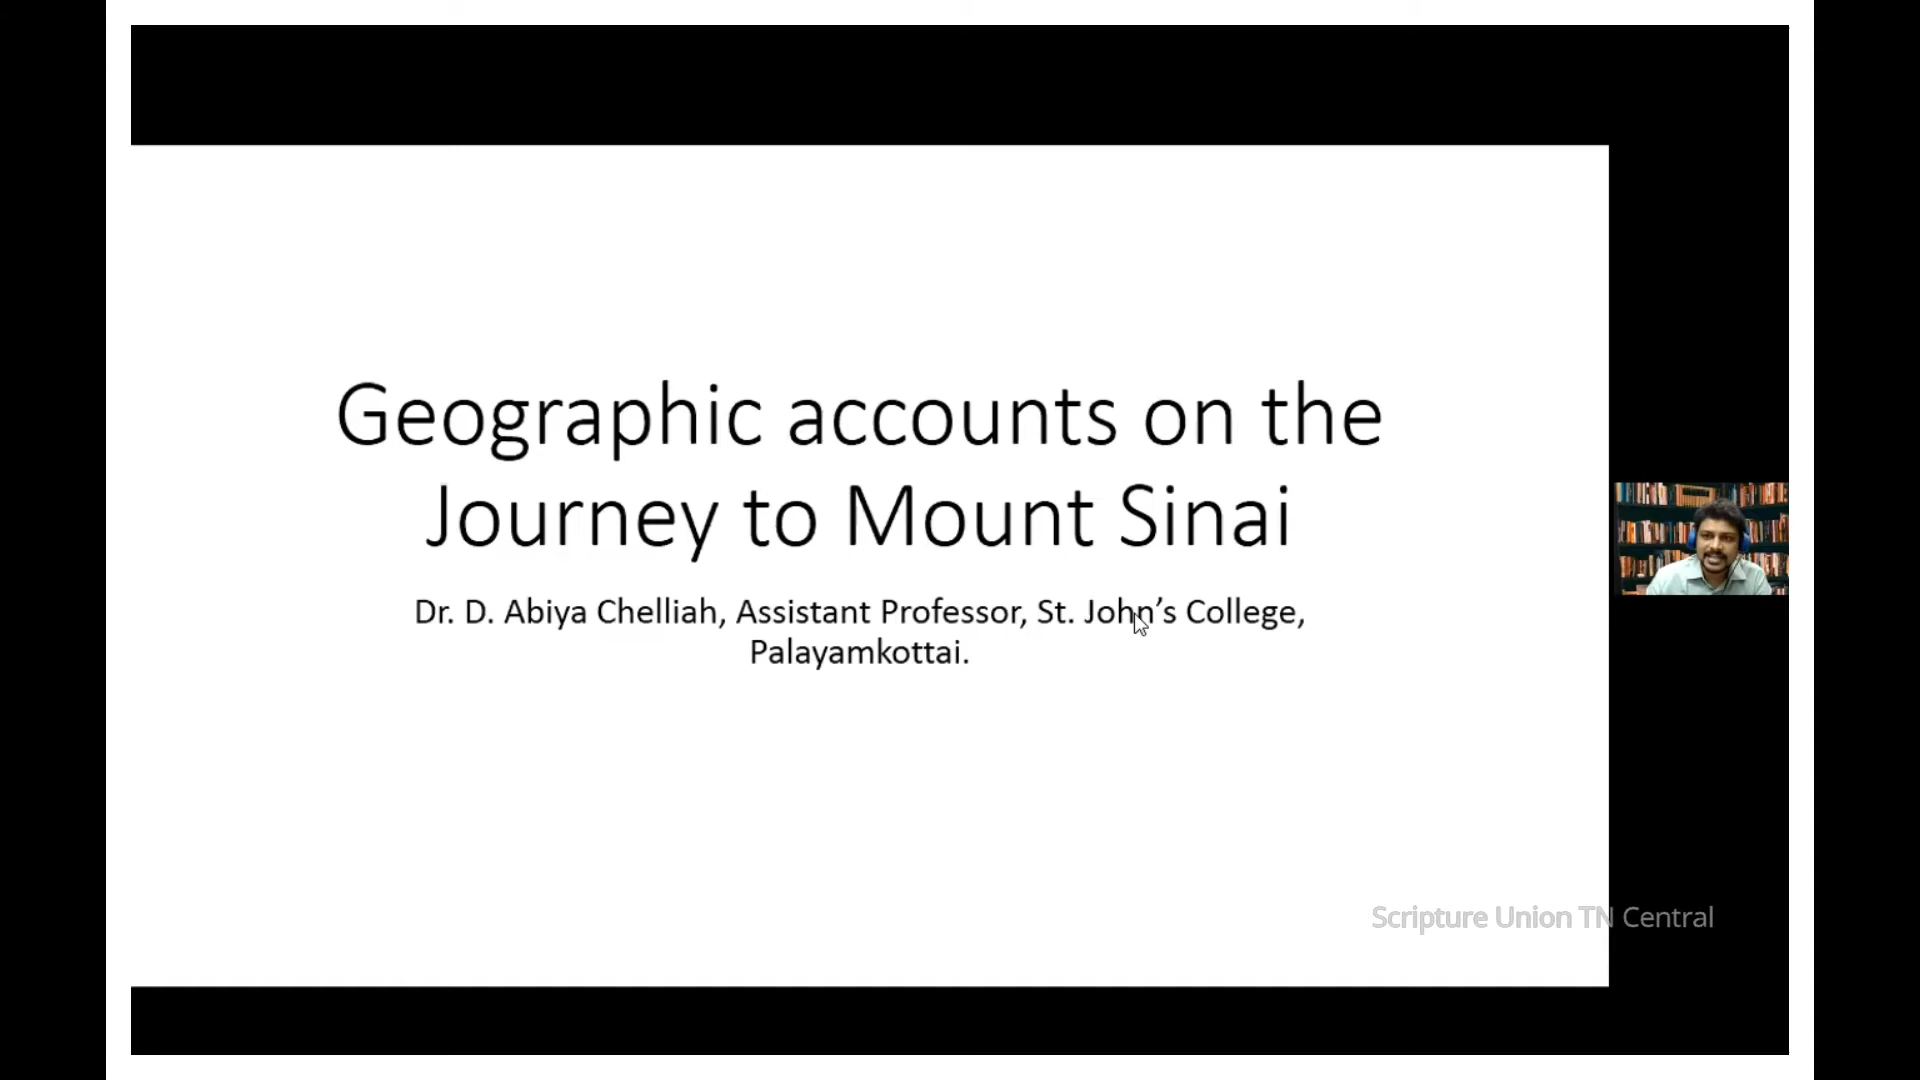 Geographic accounts on the
Journey to Mount Sinai
Dr. D. Abiya Chelliah, Assistant Professor, St. John’s College,
Palayamkottai.
Scripture Union TN Central